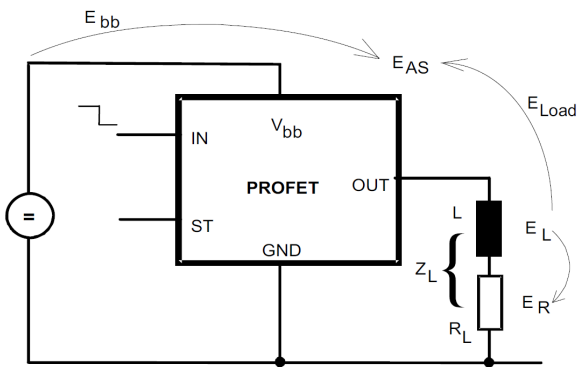 E bb
E AS
E Load
V bb
IN
PROFET
OUT
L
E L
ST
Z L
GND
E R
R L
=